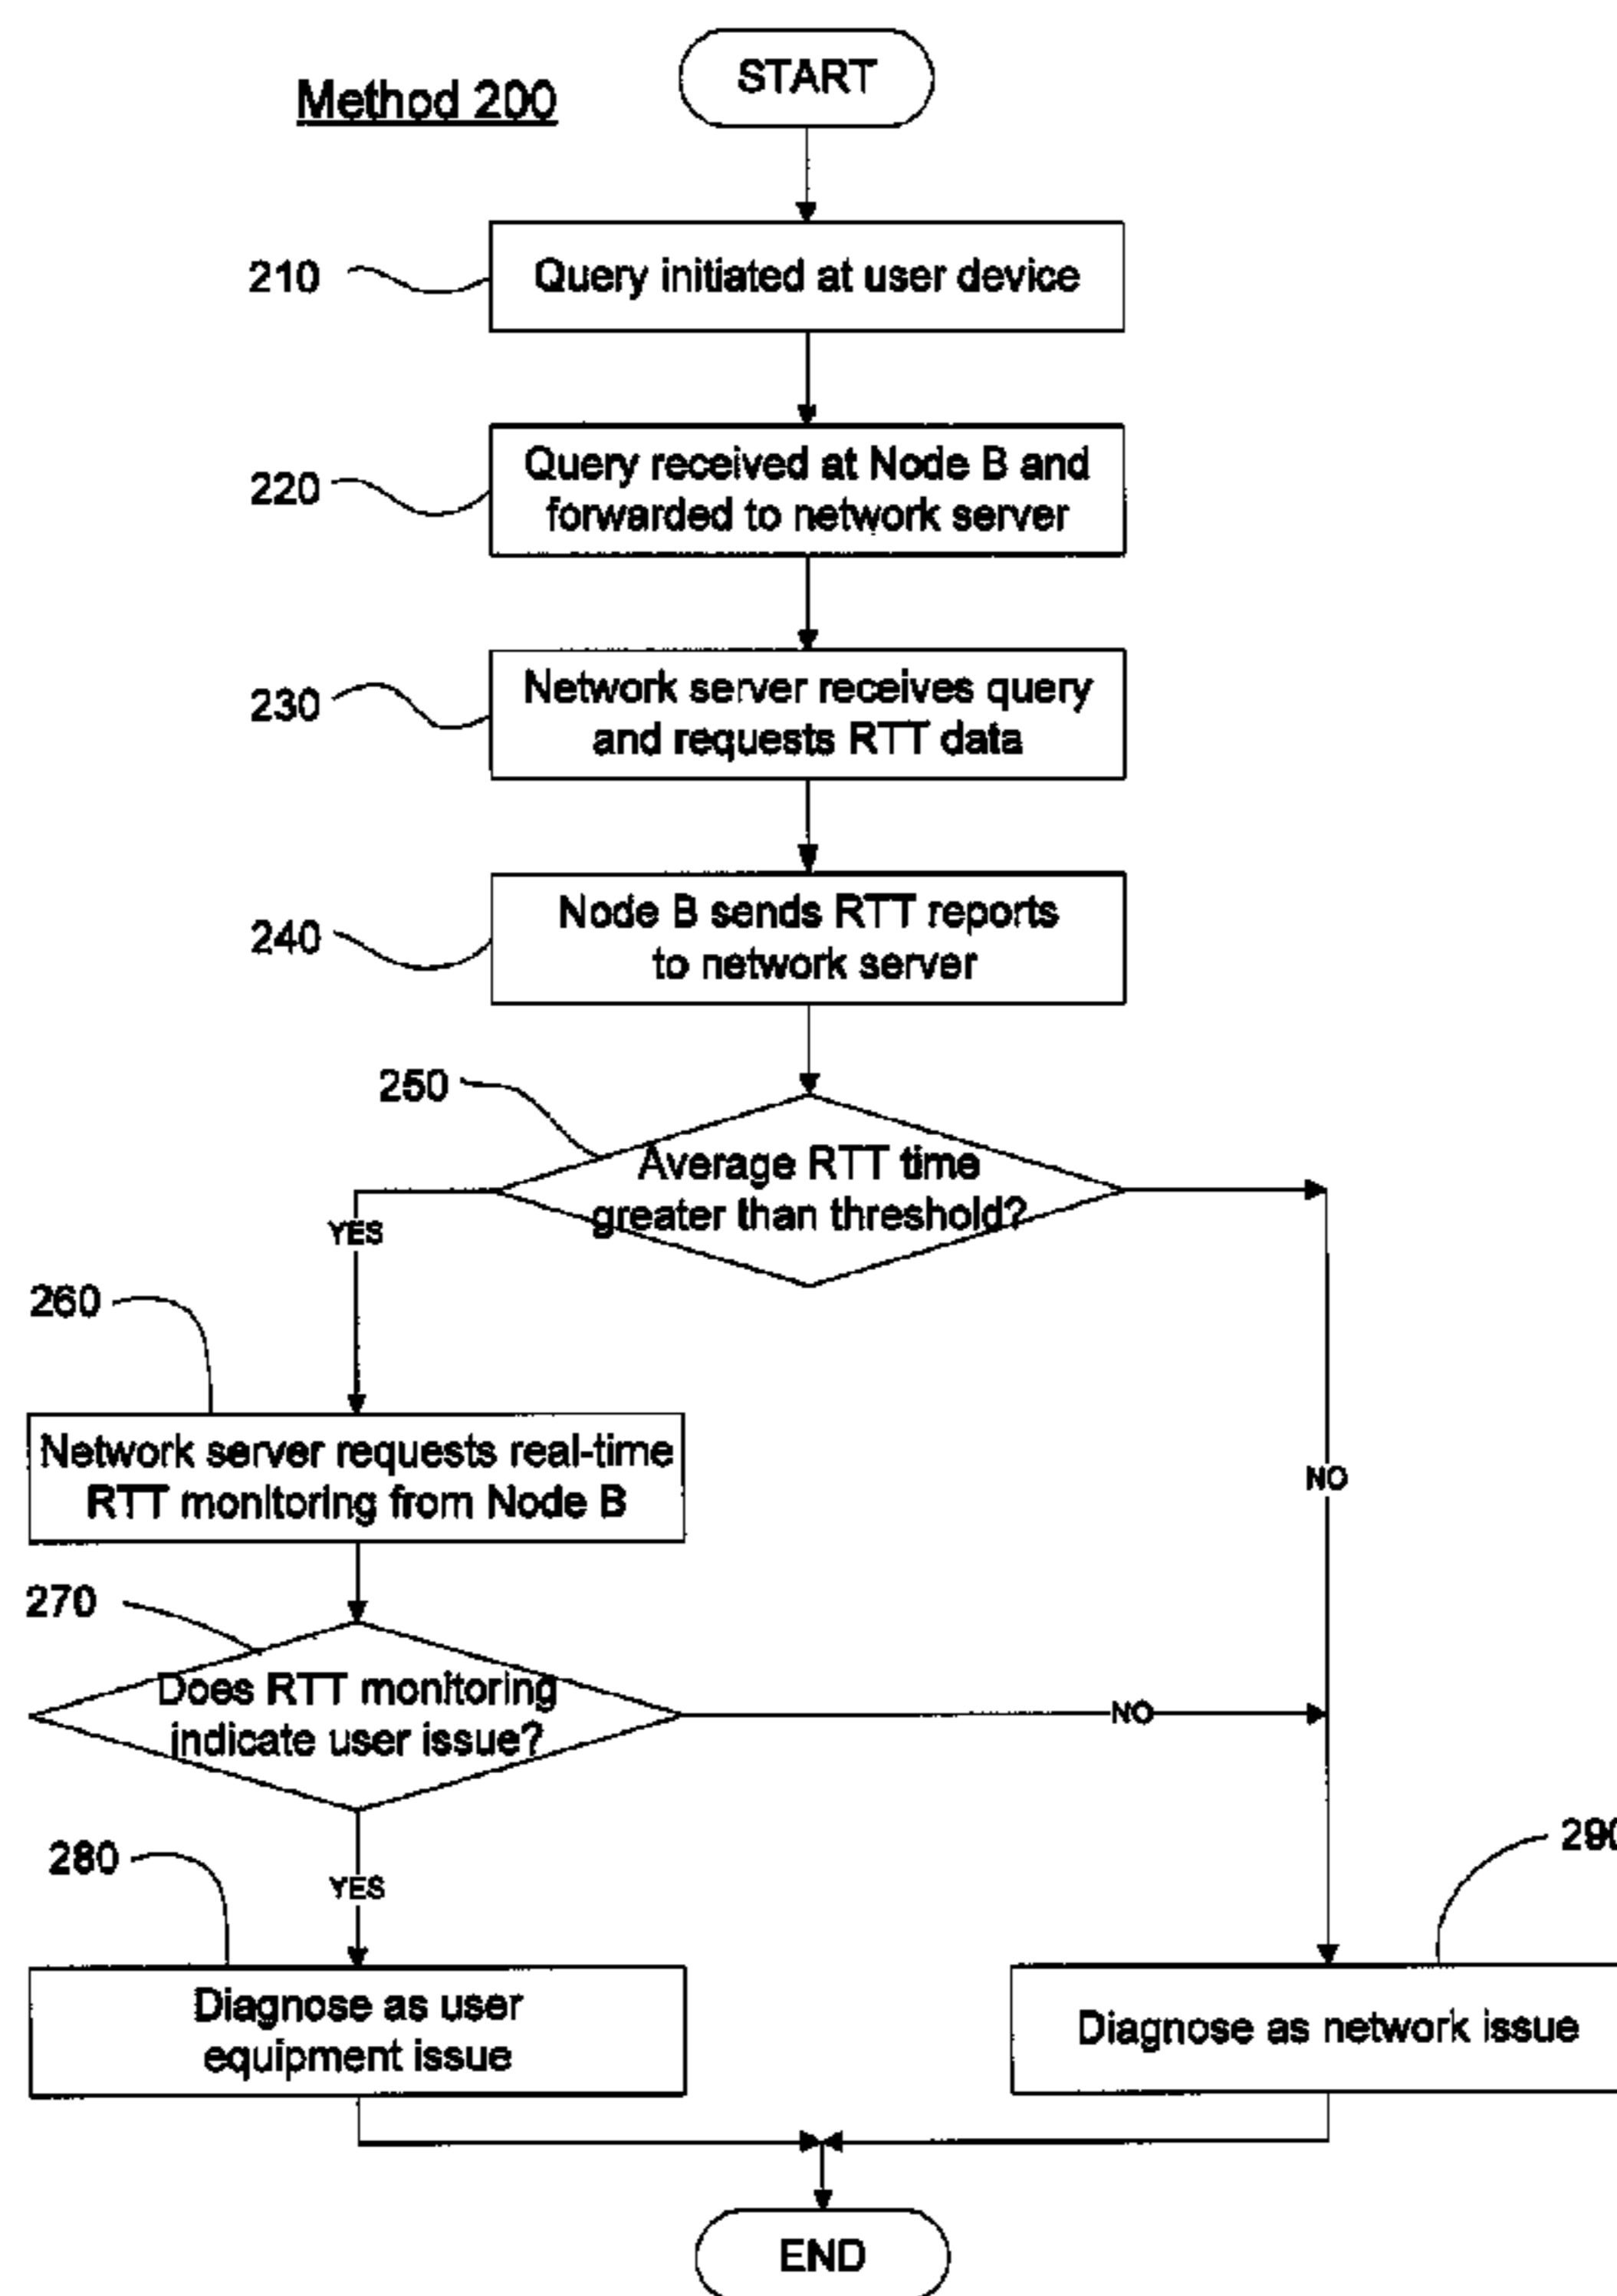 START
Method 200
210
Query initiated at user device
220
Query received at Node B and
forwarded to network server
230
Network server receives query
and requests RTT data
240
Node B sends RTT reports
to network server
250
Average RTT time
greater than threshold?
YES
260
Network server requests real-time
RTT monitoring from Node B
NO
270
Does RTT monitoring
indicate user issue?
NO
280
YES
290
Diagnose as user
equipment issue
Diagnose as network issue
END